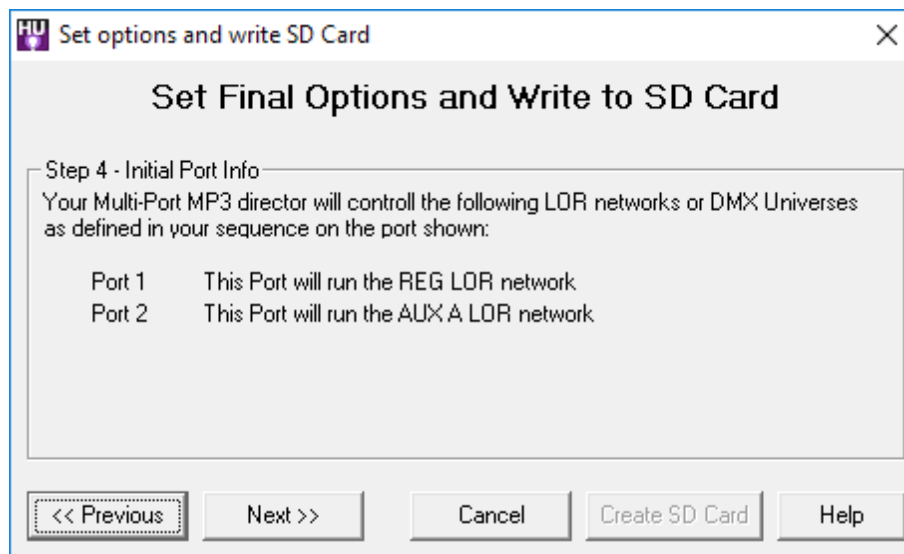 HU Set options and write SD Card
Set Final Options and Write to SD Card
Step 4 - Initial Port Info
Your Multi-Port MP3 director will controll the following LOR networks or DMX Universes
as defined in your sequence on the port shown:
Port 1 This Port will run the REG LOR network
Port 2 This Port will run the AUX A LOR network
<< Previous Next >> Cancel Create SD Card Help